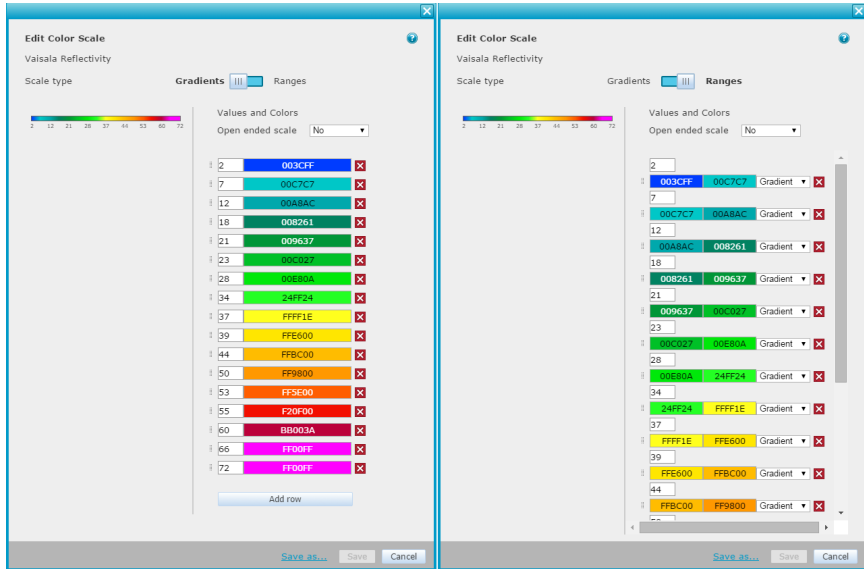 Edit Color Scale
Vaisala Reflectivity
Scale type Gradients Ranges
Values and Colors
Open ended scale No
2 12 21 28 37 44 53 60 72
2 003CFF
7 00C7C7
12 00A8AC
18 008261
21 009637
23 00C027
28 00E80A
34 24FF24
37 FFFF1E
39 FFE600
44 FFBC00
50 FF9800
53 FF5E00
55 F20F00
60 BB003A
66 FF00FF
72 FF00FF
Add row
Save as... Save Cancel
Edit Color Scale
Vaisala Reflectivity
Scale type Gradients Ranges
Values and Colors
Open ended scale No
2 12 21 28 37 44 53 60 72
2
003CFF 00C7C7 Gradient
7
00C7C7 00A8AC Gradient
12
00A8AC 008261 Gradient
18
008261 009637 Gradient
21
009637 00C027 Gradient
23
00C027 00E80A Gradient
28
00E80A 24FF24 Gradient
34
24FF24 FFFF1E Gradient
37
FFFF1E FFE600 Gradient
39
FFE600 FFBC00 Gradient
44
FFBC00 FF9800 Gradient
Save as... Save Cancel